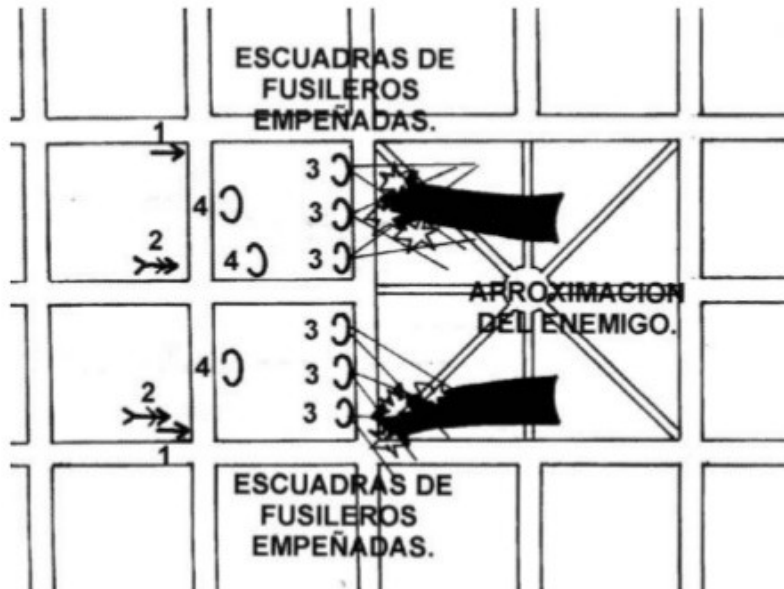 ESCUADRAS DE
FUSILEROS
EMPEÑADAS.
1
3
4
3
2
4
3
APROXIMACION
DEL ENEMIGO.
3
4
3
2
3
1
ESCUADRAS DE
FUSILEROS
EMPEÑADAS.